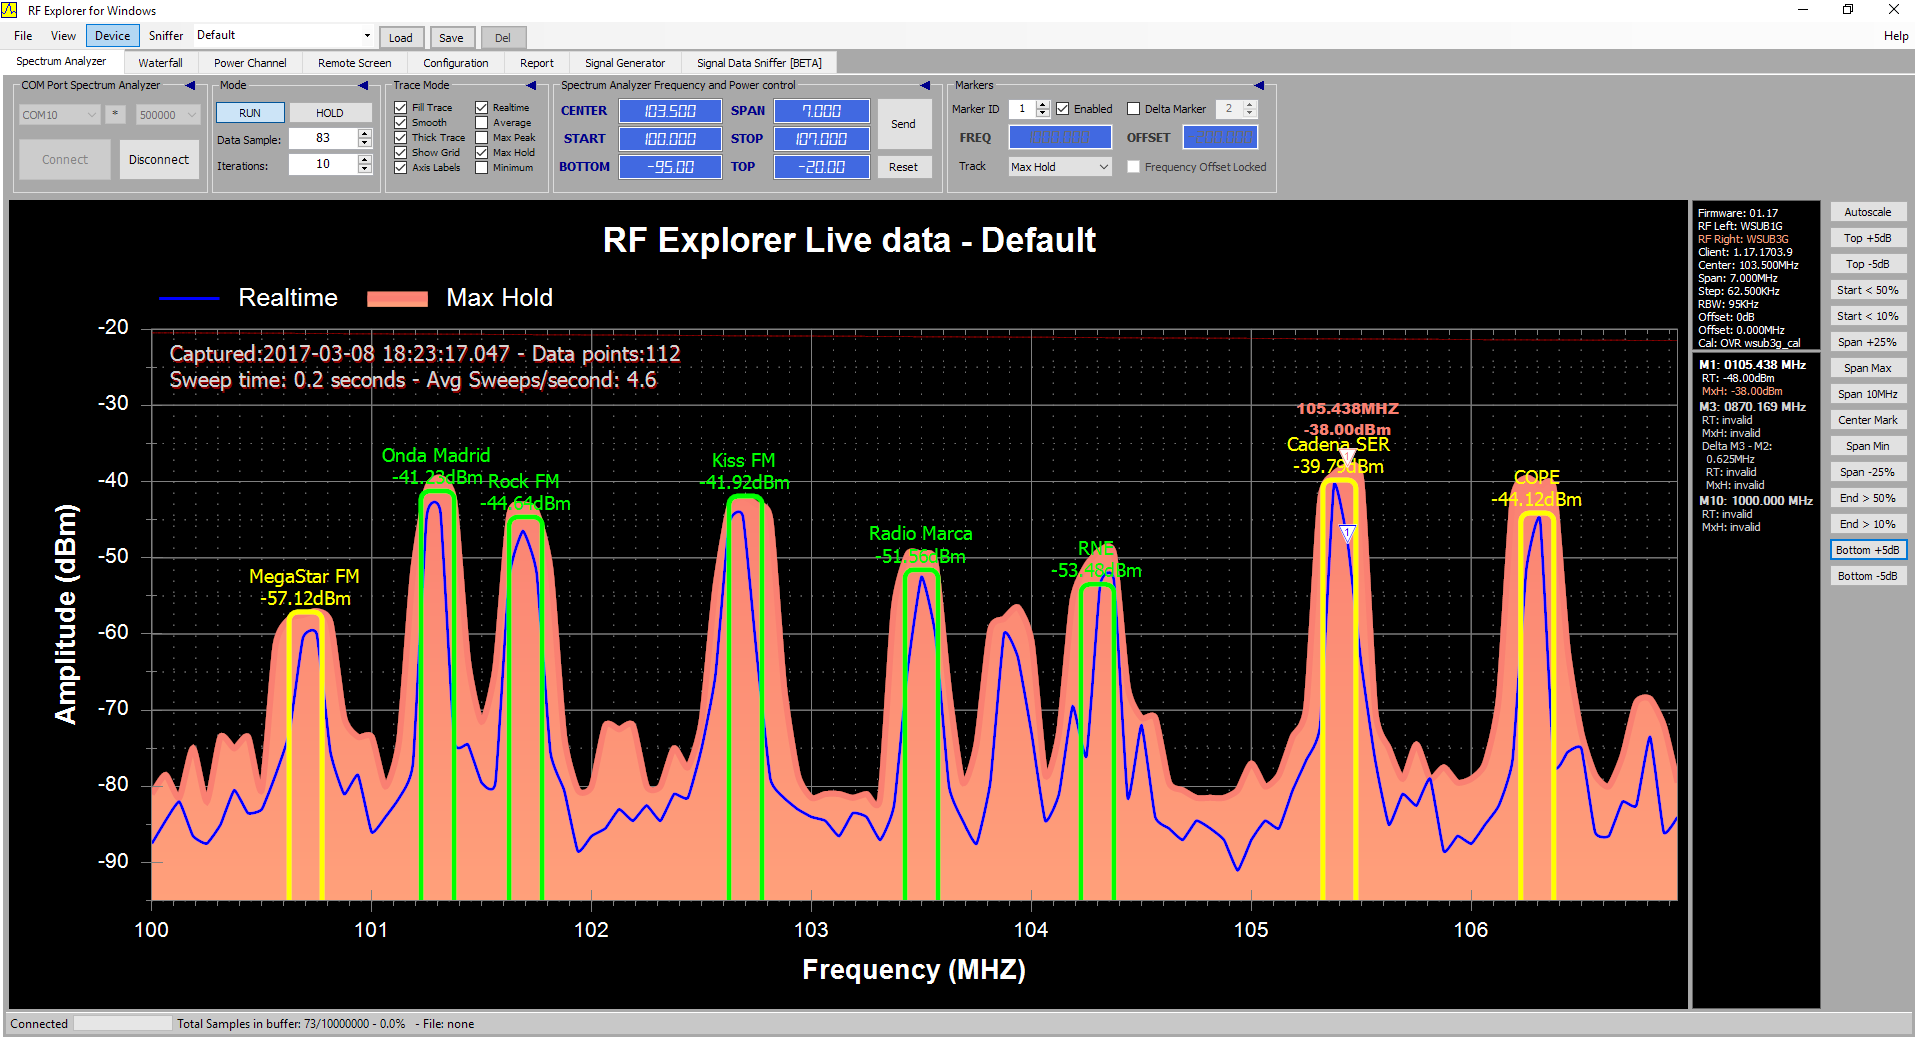 RF Explorer for Windows
File View Device Sniffer Default Load Save Del Help
Spectrum Analyzer Waterfall Power Channel Remote Screen Configuration Report Signal Generator Signal Data Sniffer [BETA]
COM Port Spectrum Analyzer
COM10 * 500000
Connect Disconnect
Mode
RUN HOLD
Data Sample: 83
Iterations: 10
Trace Mode
Fill Trace Realtime
Smooth Average
Thick Trace Max Peak
Show Grid Max Hold
Axis Labels Minimum
Spectrum Analyzer Frequency and Power control
CENTER 103.500 SPAN 7.000
START 100.000 STOP 107.000
BOTTOM -95.00 TOP -20.00
Send
Reset
Markers
Marker ID 1 Enabled Delta Marker 2
FREQ OFFSET
Track Max Hold Frequency Offset Locked
RF Explorer Live data - Default
Realtime Max Hold
Captured:2017-03-08 18:23:17.047 - Data points:112
Sweep time: 0.2 seconds - Avg Sweeps/second: 4.6
Amplitude (dBm)
-20
-30
-40
-50
-60
-70
-80
-90
MegaStar FM
-57.12dBm
Onda Madrid
-41.23dBm
Rock FM
-44.64dBm
Kiss FM
-41.92dBm
Radio Marca
-51.56dBm
RNE
-53.48dBm
105.438MHZ
-38.00dBm
Cadena SER
-39.79dBm
1
1
COPE
-44.12dBm
100 101 102 103 104 105 106
Frequency (MHZ)
Firmware: 01.17
RF Left: WSUB1G
RF Right: WSUB3G
Client: 1.17.1703.9
Center: 103.500MHz
Span: 7.000MHz
Step: 62.500KHz
RBW: 95KHz
Offset: 0dB
Offset: 0.000MHz
Cal: OVR wsub3g_cal
M1: 0105.438 MHz
RT: -48.00dBm
MxH: -38.00dBm
M3: 0870.169 MHz
RT: invalid
MxH: invalid
Delta M3 - M2:
0.625MHz
RT: invalid
MxH: invalid
M10: 1000.000 MHz
RT: invalid
MxH: invalid
Autoscale
Top +5dB
Top -5dB
Start < 50%
Start < 10%
Span +25%
Span Max
Span 10MHz
Center Mark
Span Min
Span -25%
End > 50%
End > 10%
Bottom +5dB
Bottom -5dB
Connected Total Samples in buffer: 73/10000000 - 0.0% - File: none